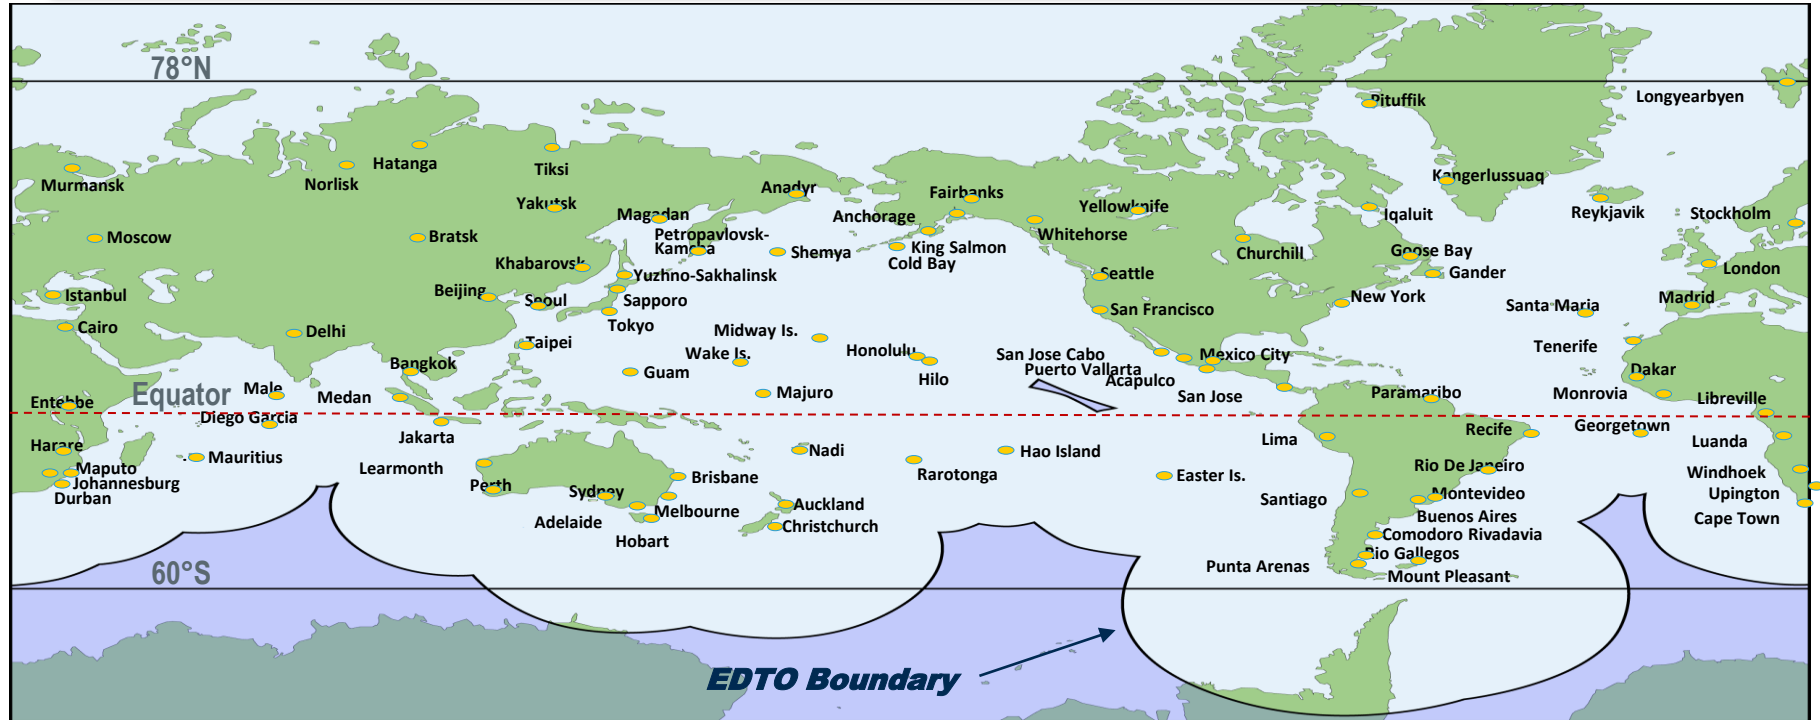 78°N
Pituffik
Longyearbyen
Hatanga
Tiksi
Murmansk
Norlisk
Anadyr
Fairbanks
Kangerlussuaq
Yakutsk
Magadan
Anchorage
Yellowknife
Iqaluit
Reykjavik
Stockholm
Moscow
Bratsk
Petropavlovsk-
Kamcha
Shemya
King Salmon
Cold Bay
Whitehorse
Churchill
Goose Bay
Gander
London
Khabarovsk
Yuzhno-Sakhalinsk
Seattle
Istanbul
Beijing
Seoul
Sapporo
San Francisco
New York
Santa Maria
Madrid
Cairo
Delhi
Tokyo
Taipei
Midway Is.
Wake Is.
Honolulu
Hilo
San Jose Cabo
Puerto Vallarta
Acapulco
Mexico City
Tenerife
Bangkok
Guam
Dakar
Equator
Male
Medan
Majuro
San Jose
Paramaribo
Monrovia
Libreville
Entebbe
Diego Garcia
Jakarta
Georgetown
Harare
Lima
Recife
Luanda
Mauritius
Learmonth
Nadi
Rarotonga
Hao Island
Easter Is.
Rio De Janeiro
Windhoek
Maputo
Johannesburg
Durban
Perth
Sydney
Brisbane
Santiago
Montevideo
Upington
Adelaide
Melbourne
Auckland
Buenos Aires
Cape Town
Hobart
Christchurch
Comodoro Rivadavia
Rio Gallegos
Punta Arenas
Mount Pleasant
60°S
EDTO Boundary